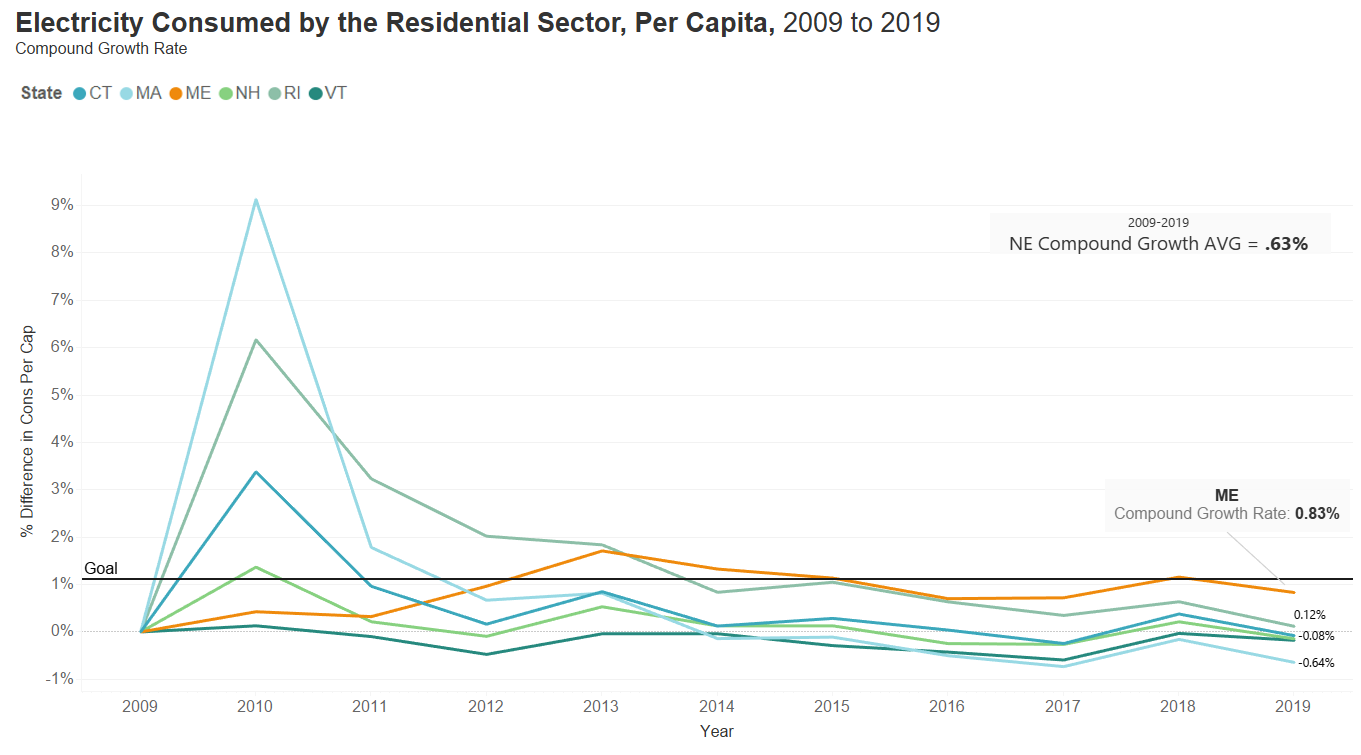 Electricity Consumed by the Residential Sector, Per Capita, 2009 to 2019
Compound Growth Rate
State CT MA ME NH RI VT
9%
8%
7%
6%
5%
4%
3%
2%
1%
0%
-1%
% Difference in Cons Per Cap
2009-2019
NE Compound Growth AVG = .63%
ME
Compound Growth Rate: 0.83%
Goal
0.12%
-0.08%
-0.64%
2009 2010 2011 2012 2013 2014 2015 2016 2017 2018 2019
Year